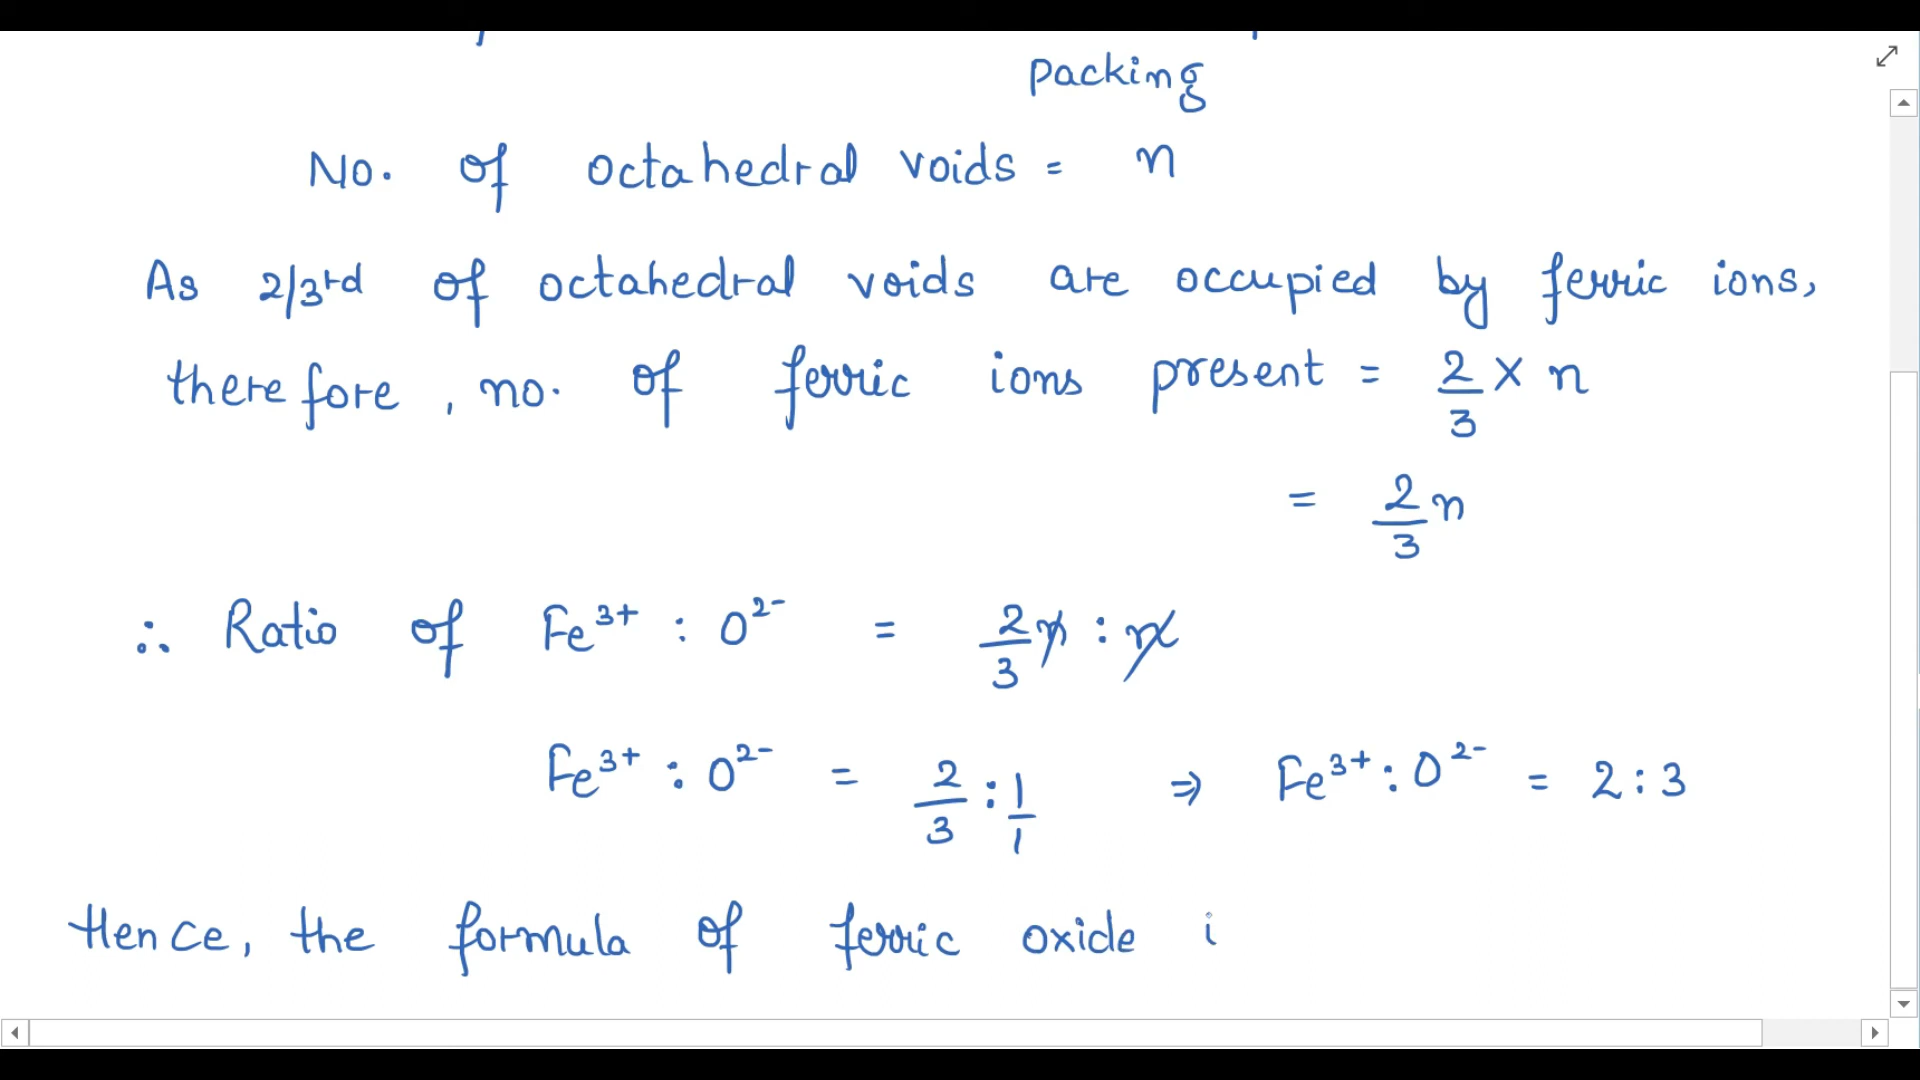 packing
No. of octahedral voids = n
As 2/3rd of octahedral voids are occupied by ferric ions,
therefore, no. of ferric ions present = 2/3 × n
= 2/3 n
∴ Ratio of Fe³⁺ : O²⁻ = 2/3 n : n
Fe³⁺ : O²⁻ = 2/3 : 1/1 ⇒ Fe³⁺ : O²⁻ = 2 : 3
Hence, the formula of ferric oxide i